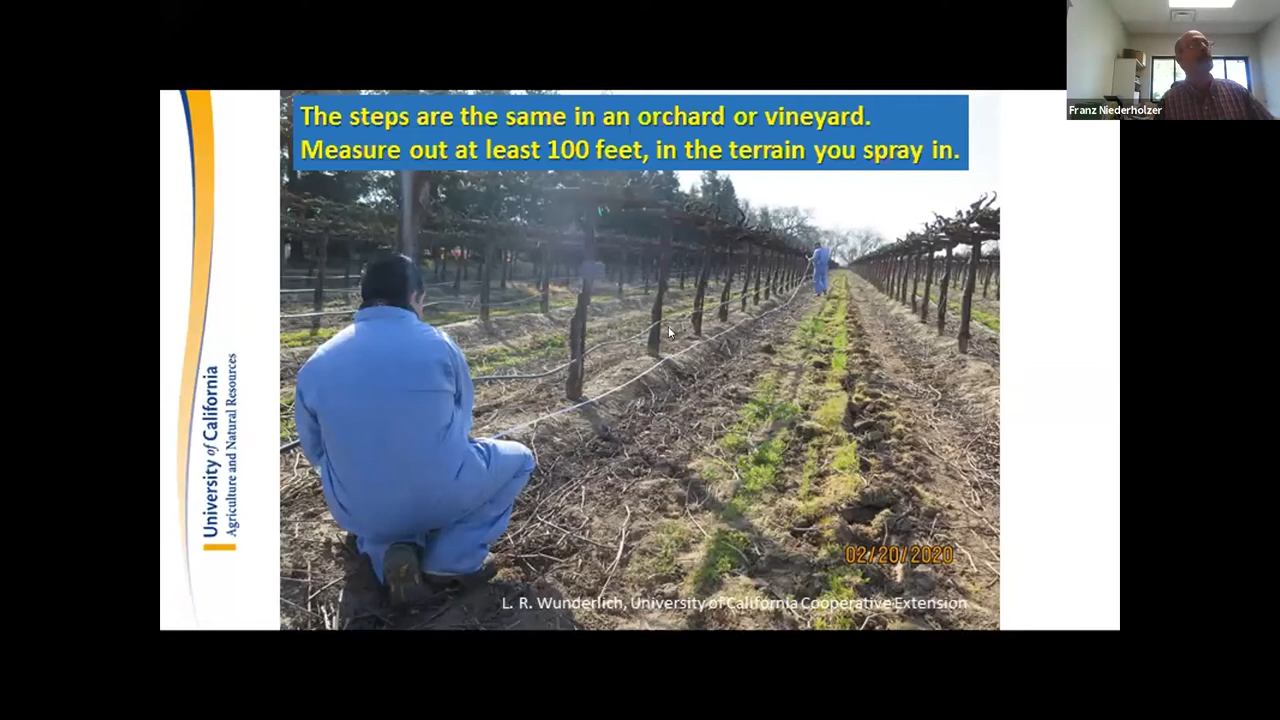 The steps are the same in an orchard or vineyard.
Measure out at least 100 feet, in the terrain you spray in.
Franz Niederholzer
University of California
Agriculture and Natural Resources
02/20/2020
L. R. Wunderlich, University of California Cooperative Extension